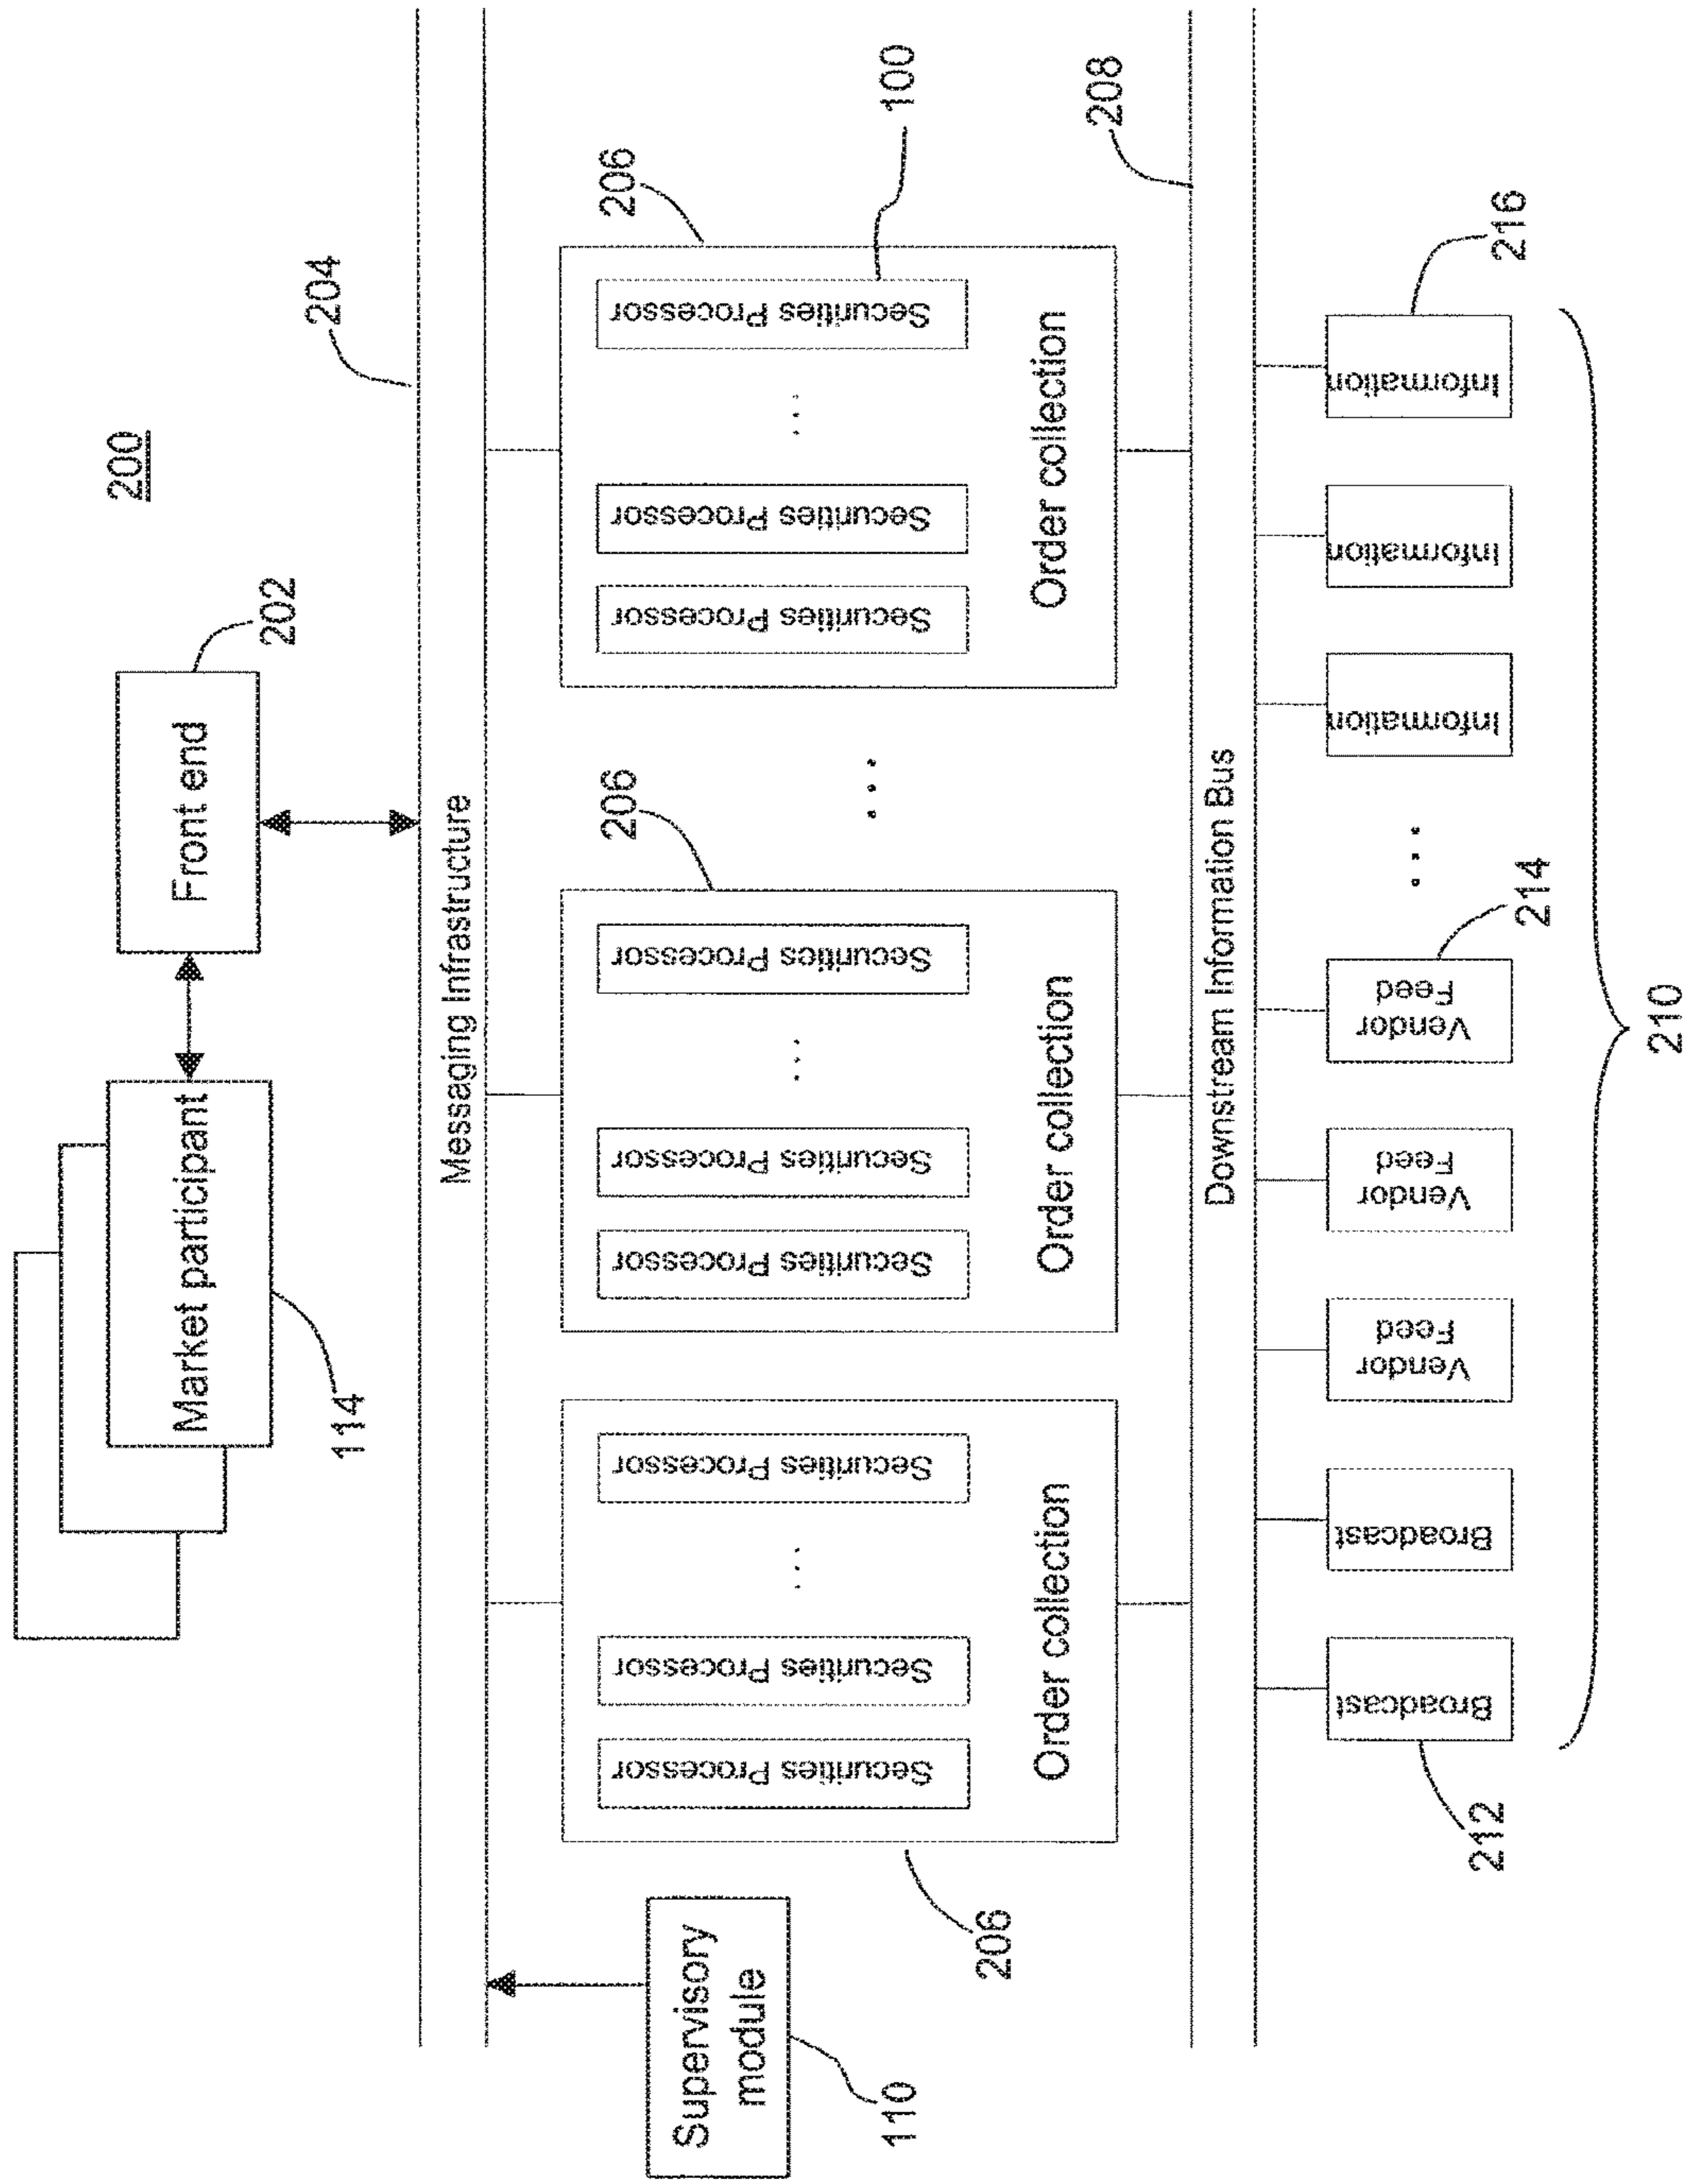 200
Market participant
114
Front end
202
204
Messaging Infrastructure
Supervisory
module
110
206
Securities Processor
Securities Processor
...
Securities Processor
Order collection
206
Securities Processor
Securities Processor
...
Securities Processor
Order collection
...
206
Securities Processor
Securities Processor
...
Securities Processor
100
Order collection
208
Downstream Information Bus
Broadcast
212
Broadcast
Vendor
Feed
Vendor
Feed
Vendor
Feed
214
...
Information
Information
Information
216
210